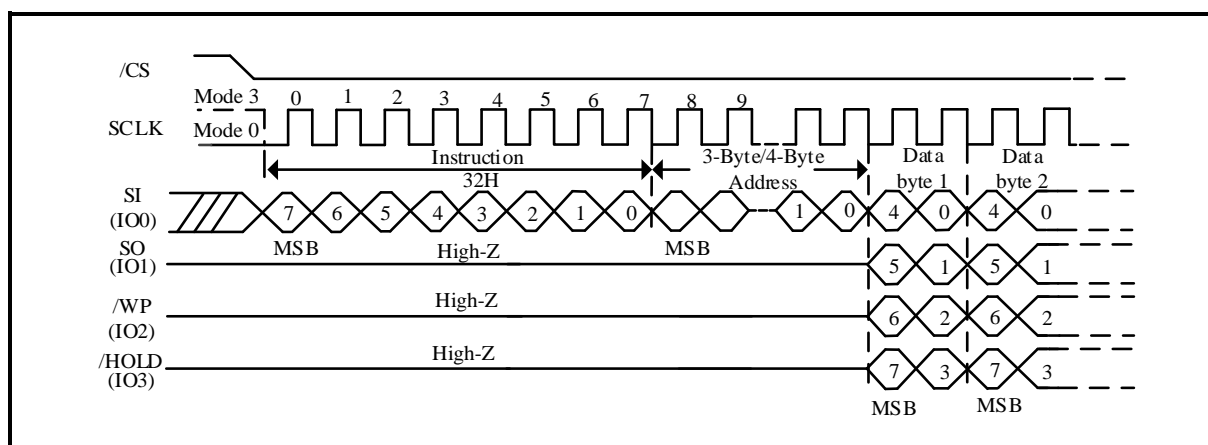 /CS
Mode 3 0 1 2 3 4 5 6 7 8 9
SCLK Mode 0
Instruction 3-Byte/4-Byte Data Data
32H Address byte 1 byte 2
SI
(IO0) 7 6 5 4 3 2 1 0 1 0 4 0 4 0
MSB MSB
SO High-Z
(IO1) 5 1 5 1
/WP High-Z
(IO2) 6 2 6 2
/HOLD High-Z
(IO3) 7 3 7 3
MSB MSB